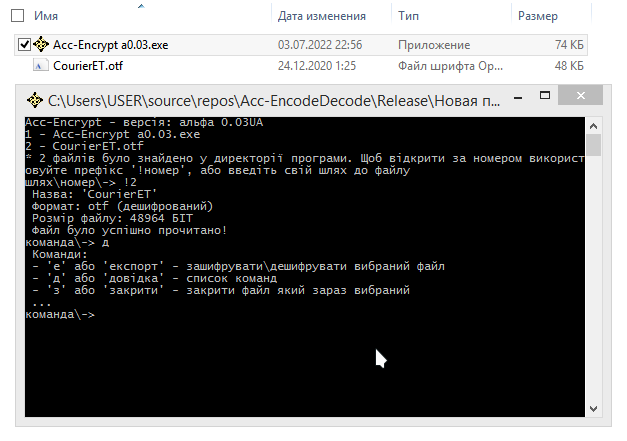 Имя Дата изменения Тип Размер
Acc-Encrypt a0.03.exe 03.07.2022 22:56 Приложение 74 КБ
CourierET.otf 24.12.2020 1:25 Файл шрифта Op... 48 КБ
C:\Users\USER\source\repos\Acc-EncodeDecode\Release\Новая п...
Acc-Encrypt - версія: альфа 0.03UA
1 - Acc-Encrypt a0.03.exe
2 - CourierET.otf
* 2 файлів було знайдено у директорії програми. Щоб відкрити за номером використ
овуйте префікс '!номер', або введіть свій шлях до файлу
шлях\номер\-> !2
Назва: 'CourierET'
Формат: otf (дешифрований)
Розмір файлу: 48964 БІТ
Файл було успішно прочитано!
команда\-> д
Команди:
- 'е' або 'експорт' - зашифрувати\дешифрувати вибраний файл
- 'д' або 'довідка' - список команд
- 'з' або 'закрити' - закрити файл який зараз вибраний
...
команда\->